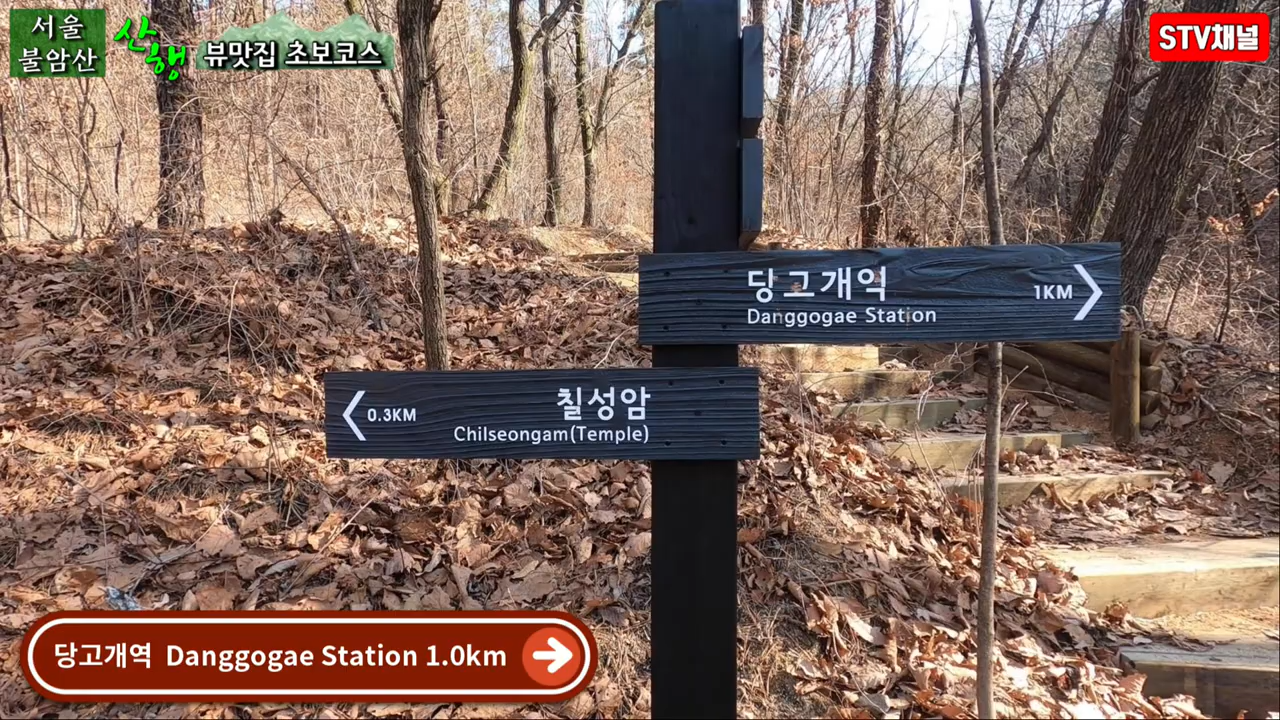 서울
불암산
산행
뷰맛집 초보코스
STV채널
당고개역
Danggogae Station
1KM
0.3KM
칠성암
Chilseongam(Temple)
당고개역 Danggogae Station 1.0km